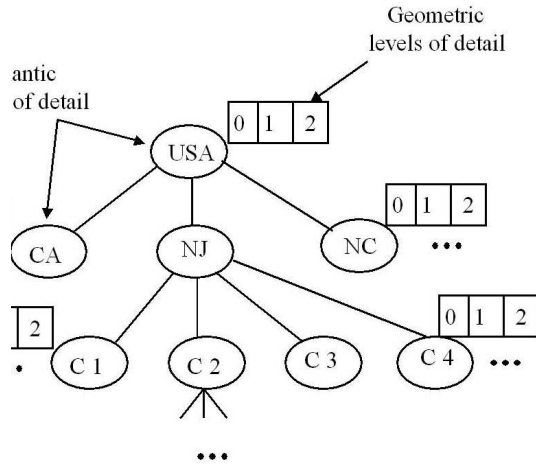 Geometric
levels of detail
antic
of detail
0 1 2
USA
0 1 2
CA
NJ
NC
•••
2
0 1 2
C 1
C 2
C 3
C 4
•••
•••